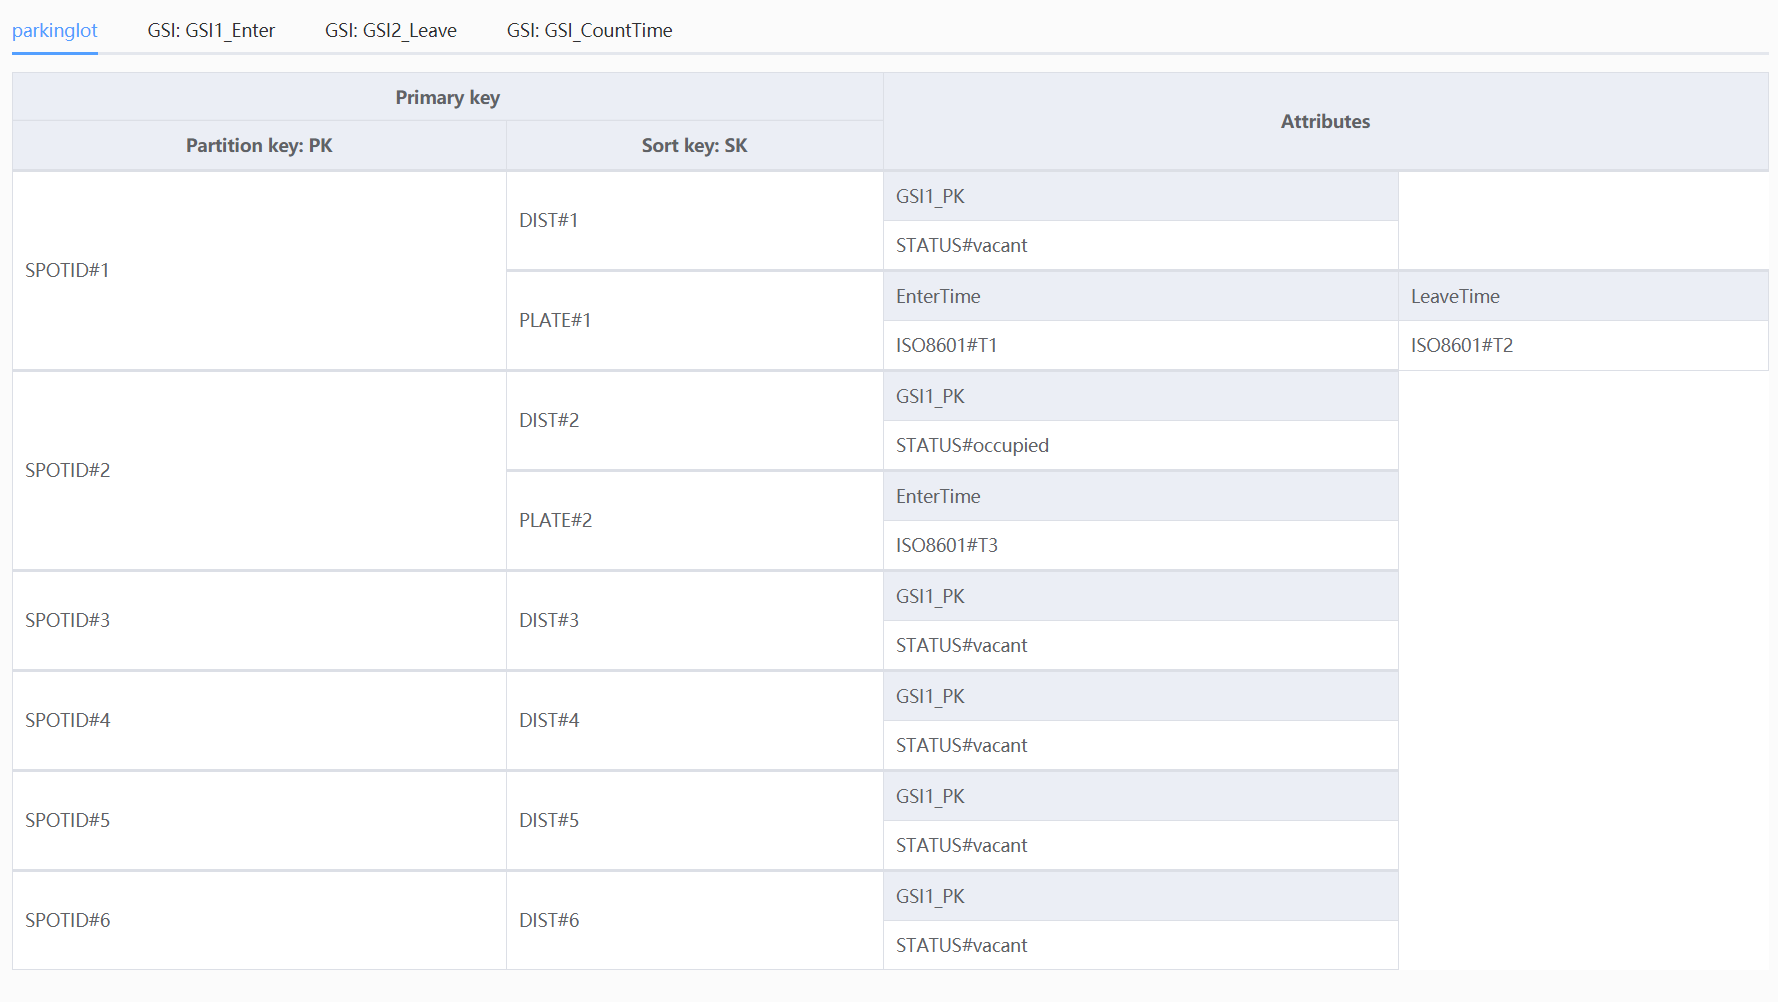 parkinglot GSI: GSI1_Enter GSI: GSI2_Leave GSI: GSI_CountTime
Primary key
Attributes
Partition key: PK Sort key: SK
SPOTID#1
DIST#1
GSI1_PK
STATUS#vacant
PLATE#1
EnterTime LeaveTime
ISO8601#T1 ISO8601#T2
SPOTID#2
DIST#2
GSI1_PK
STATUS#occupied
PLATE#2
EnterTime
ISO8601#T3
SPOTID#3
DIST#3
GSI1_PK
STATUS#vacant
SPOTID#4
DIST#4
GSI1_PK
STATUS#vacant
SPOTID#5
DIST#5
GSI1_PK
STATUS#vacant
SPOTID#6
DIST#6
GSI1_PK
STATUS#vacant